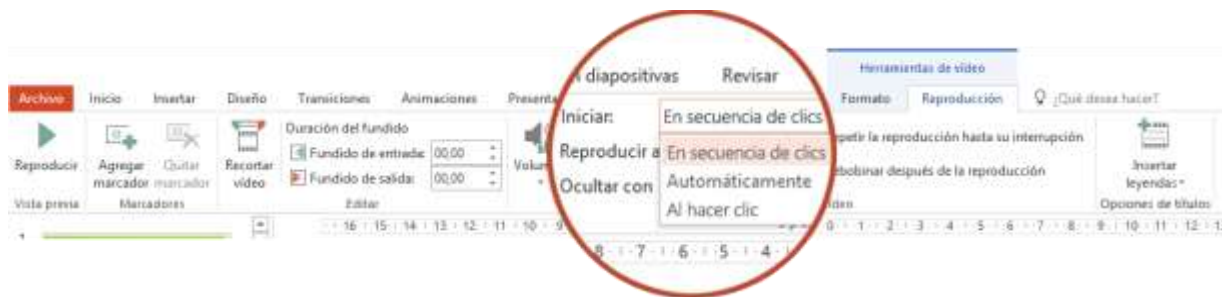 Herramientas de vídeo
Archivo Inicio Insertar Diseño Transiciones Animaciones Presenta
diapositivas Revisar
Formato Reproducción ¿Qué desea hacer?
Reproducir
Agregar marcador
Quitar marcador
Recortar vídeo
Duración del fundido
Fundido de entrada: 00,00
Fundido de salida: 00,00
Volu
Iniciar: En secuencia de clics
Reproducir a
Ocultar con
En secuencia de clics
Automáticamente
Al hacer clic
petir la reproducción hasta su interrupción
bobinar después de la reproducción
Insertar leyendas
Vista previa Marcadores Editar Opciones de títulos
16 15 14 13 12 11 10 9
8 7 6 5 4
0 1 2 3 4 5 6 7 8 9 10 11 12